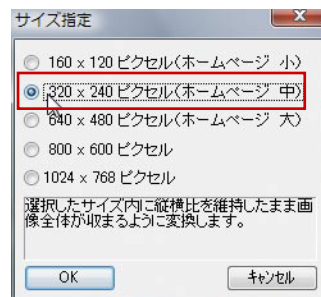 サイズ指定
160 x 120 ピクセル(ホームページ 小)
320 x 240 ピクセル(ホームページ 中)
640 x 480 ピクセル(ホームページ 大)
800 x 600 ピクセル
1024 x 768 ピクセル
選択したサイズ内に縦横比を維持したまま画
像全体が収まるように変換します。
OK キャンセル